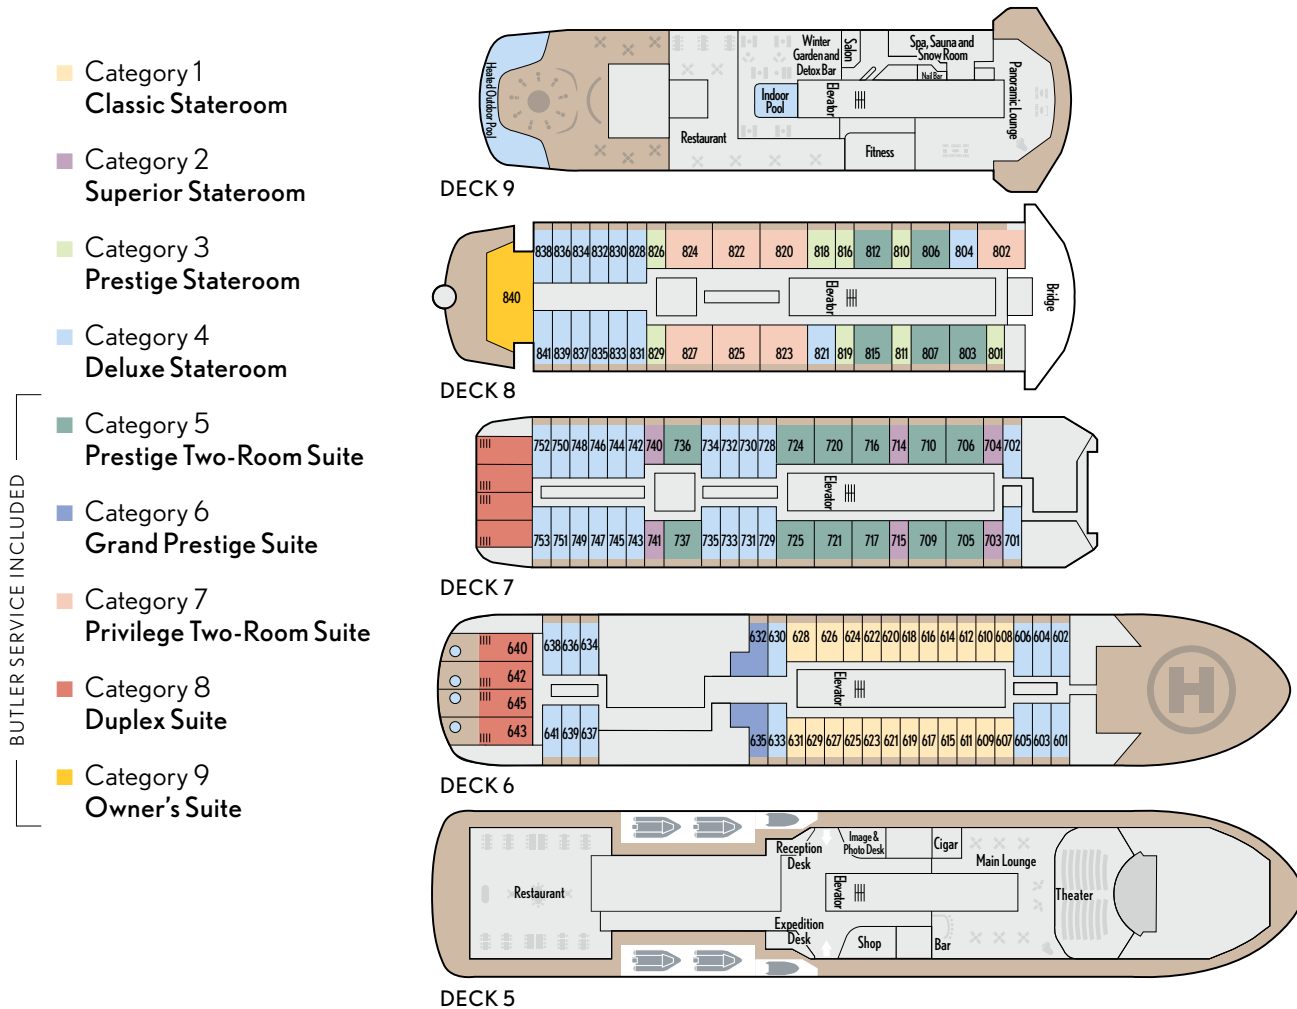 Category 1
Classic Stateroom
Category 2
Superior Stateroom
Category 3
Prestige Stateroom
Category 4
Deluxe Stateroom
BUTLER SERVICE INCLUDED
Category 5
Prestige Two-Room Suite
Category 6
Grand Prestige Suite
Category 7
Privilege Two-Room Suite
Category 8
Duplex Suite
Category 9
Owner's Suite
Heated Outdoor Pool
Restaurant
Winter
Garden and
Detox Bar
Salon
Spa, Sauna and
Snow Room
Nail Bar
Indoor
Pool
Elevator
Fitness
Panoramic Lounge
DECK 9
838 836 834 832 830 828 826 824 822 820 818 816 812 810 806 804 802
840
Elevator
Bridge
841 839 837 835 833 831 829 827 825 823 821 819 815 811 807 803 801
DECK 8
752 750 748 746 744 742 740 736 734 732 730 728 724 720 716 714 710 706 704 702
Elevator
753 751 749 747 745 743 741 737 735 733 731 729 725 721 717 715 709 705 703 701
DECK 7
640
642
645
643
638 636 634 632 630 628 626 624 622 620 618 616 614 612 610 608 606 604 602
Elevator
H
641 639 637 635 633 631 629 627 625 623 621 619 617 615 611 609 607 605 603 601
DECK 6
Restaurant
Reception
Desk
Image &
Photo Desk
Cigar
Main Lounge
Elevator
Theater
Expedition
Desk
Shop
Bar
DECK 5